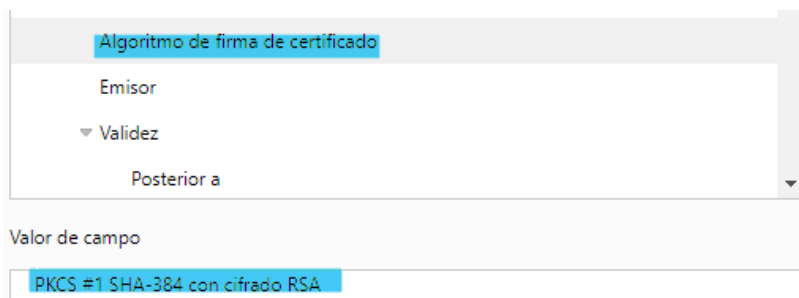 Algoritmo de firma de certificado
Emisor
Validez
Posterior a
Valor de campo
PKCS #1 SHA-384 con cifrado RSA